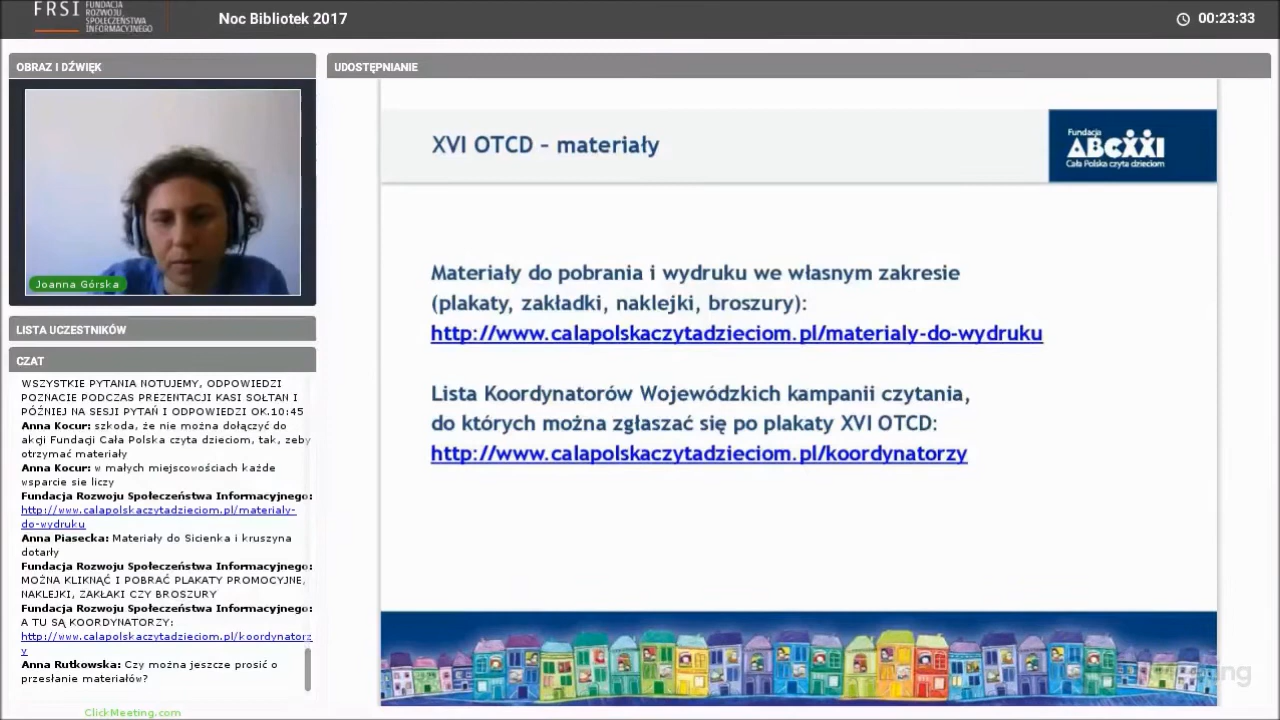 FRSI
FUNDACJA
ROZWOJU
SPOŁECZEŃSTWA
INFORMACYJNEGO
Noc Bibliotek 2017
00:23:33
OBRAZ I DŹWIĘK
Joanna Górska
LISTA UCZESTNIKÓW
CZAT
WSZYSTKIE PYTANIA NOTUJEMY, ODPOWIEDZI
POZNACIE PODCZAS PREZENTACJI KASI SOŁTAN I
PÓŹNIEJ NA SESJI PYTAŃ I ODPOWIEDZI OK.10:45
Anna Kocur: szkoda, że nie można dołączyć do
akcji Fundacji Cała Polska czyta dzieciom, tak, zeby
otrzymać materiały
Anna Kocur: w małych miejscowościach każde
wsparcie sie liczy
Fundacja Rozwoju Społeczeństwa Informacyjnego:
http://www.calapolskaczytadzieciom.pl/materialy-
do-wydruku
Anna Piasecka: Materiały do Sicienka i kruszyna
dotarły
Fundacja Rozwoju Społeczeństwa Informacyjnego:
MOŻNA KLIKNĄĆ I POBRAĆ PLAKATY PROMOCYJNE,
NAKLEJKI, ZAKŁAKI CZY BROSZURY
Fundacja Rozwoju Społeczeństwa Informacyjnego:
A TU SĄ KOORDYNATORZY:
http://www.calapolskaczytadzieciom.pl/koordynatorz
y
Anna Rutkowska: Czy można jeszcze prosić o
przesłanie materiałów?
ClickMeeting.com
UDOSTĘPNIANIE
XVI OTCD – materiały
Fundacja
ABCXXI
Cała Polska czyta dzieciom
Materiały do pobrania i wydruku we własnym zakresie
(plakaty, zakładki, naklejki, broszury):
http://www.calapolskaczytadzieciom.pl/materialy-do-wydruku
Lista Koordynatorów Wojewódzkich kampanii czytania,
do których można zgłaszać się po plakaty XVI OTCD:
http://www.calapolskaczytadzieciom.pl/koordynatorzy